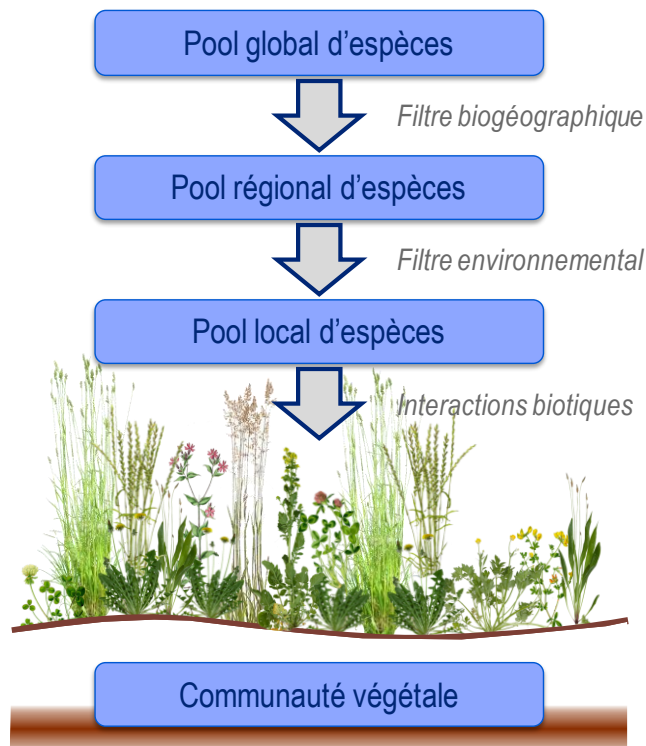 Pool global d’espèces
Filtre biogéographique
Pool régional d’espèces
Filtre environnemental
Pool local d’espèces
Interactions biotiques
Communauté végétale